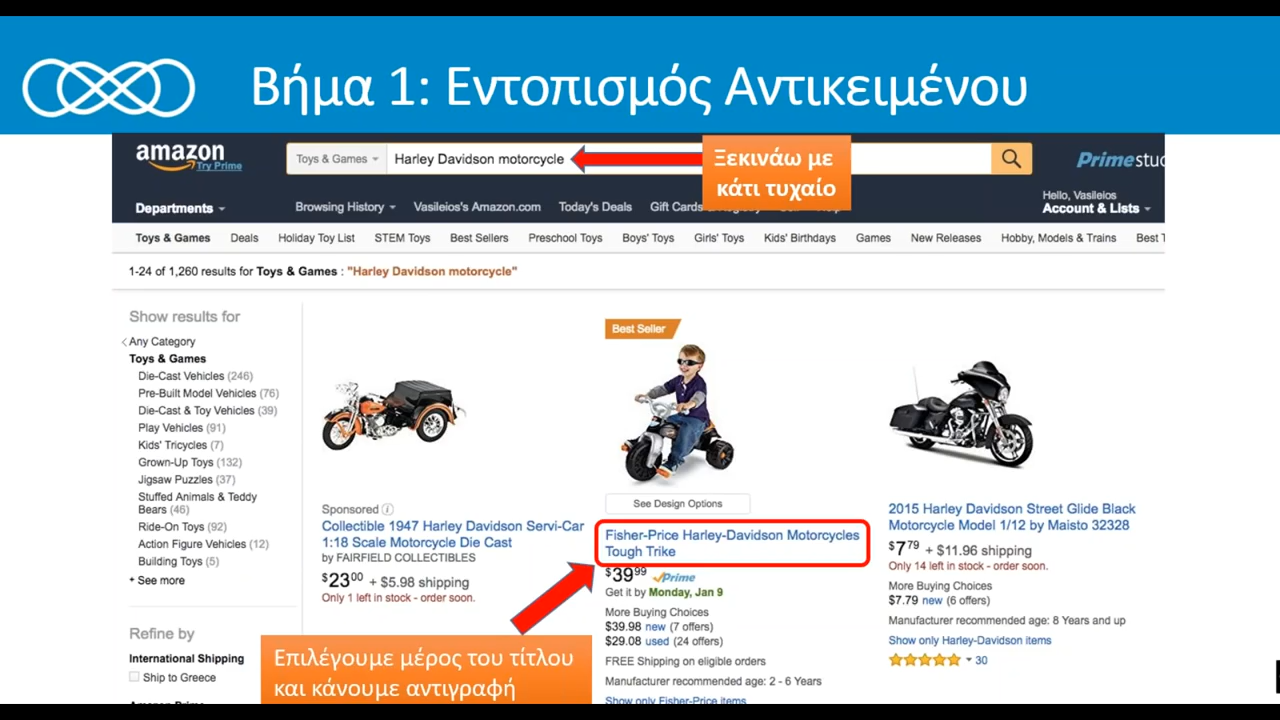 Βήμα 1: Εντοπισμός Αντικειμένου
amazon
Try Prime
Toys & Games
Harley Davidson motorcycle
Ξεκινάω με
κάτι τυχαίο
Prime
Hello, Vasileios
Departments
Browsing History
Vasileios's Amazon.com
Today's Deals
Gift Cards
Account & Lists
Toys & Games
Deals
Holiday Toy List
STEM Toys
Best Sellers
Preschool Toys
Boys' Toys
Girls' Toys
Kids' Birthdays
Games
New Releases
Hobby, Models & Trains
Best
1-24 of 1,260 results for Toys & Games : "Harley Davidson motorcycle"
Show results for
Any Category
Toys & Games
Die-Cast Vehicles (246)
Pre-Built Model Vehicles (76)
Die-Cast & Toy Vehicles (39)
Play Vehicles (91)
Kids' Tricycles (7)
Grown-Up Toys (132)
Jigsaw Puzzles (37)
Stuffed Animals & Teddy
Bears (46)
Ride-On Toys (92)
Action Figure Vehicles (12)
Building Toys (5)
+ See more
Refine by
International Shipping
Ship to Greece
Sponsored
Collectible 1947 Harley Davidson Servi-Car
1:18 Scale Motorcycle Die Cast
by FAIRFIELD COLLECTIBLES
$23.00 + $5.98 shipping
Only 1 left in stock - order soon.
Επιλέγουμε μέρος του τίτλου
και κάνουμε αντιγραφή
Best Seller
See Design Options
Fisher-Price Harley-Davidson Motorcycles
Tough Trike
$39.99 Prime
Get it by Monday, Jan 9
More Buying Choices
$39.98 new (7 offers)
$29.08 used (24 offers)
FREE Shipping on eligible orders
Manufacturer recommended age: 2 - 6 Years
Show only Fisher-Price items
2015 Harley Davidson Street Glide Black
Motorcycle Model 1/12 by Maisto 32328
$7.79 + $11.96 shipping
Only 14 left in stock - order soon.
More Buying Choices
$7.79 new (6 offers)
Manufacturer recommended age: 8 Years and up
Show only Harley-Davidson items
30